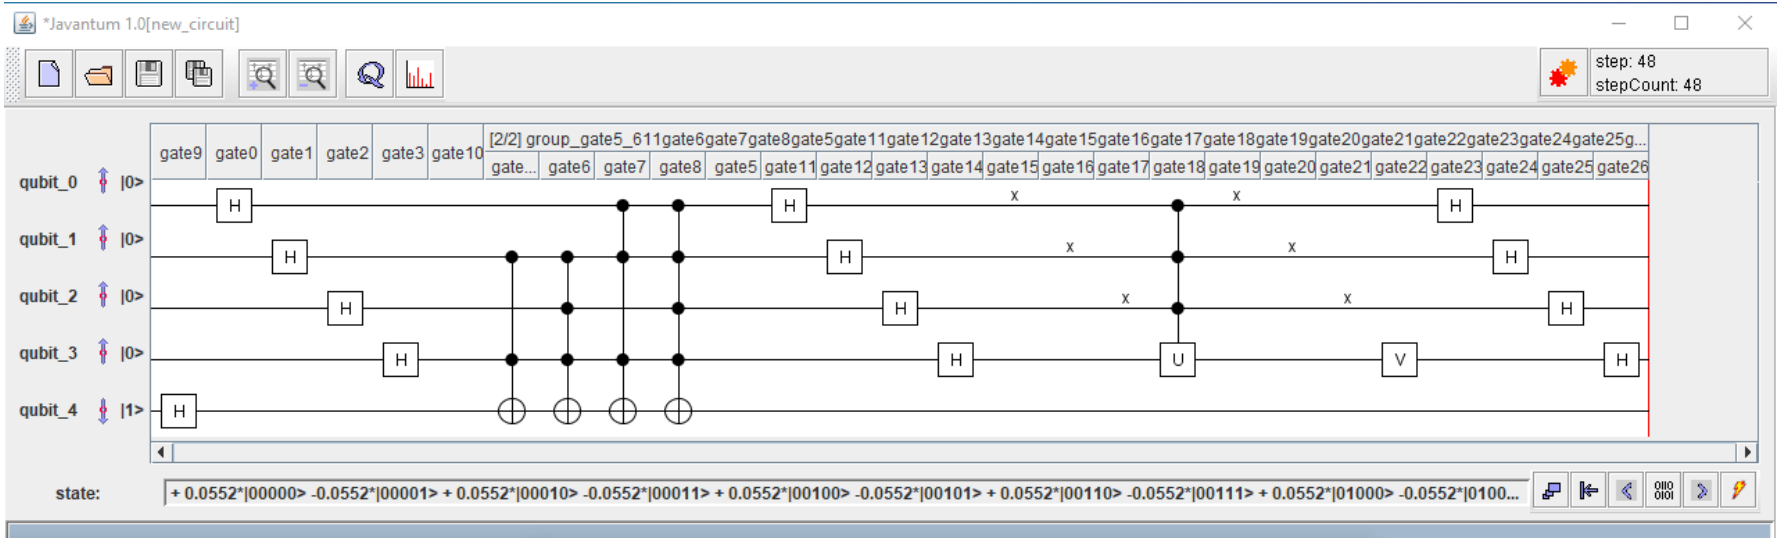 *Javantum 1.0[new_circuit]
step: 48
stepCount: 48
gate9 gate0 gate1 gate2 gate3 gate10 [2/2] group_gate5_611gate6gate7gate8gate5gate11gate12gate13gate14gate15gate16gate17gate18gate19gate20gate21gate22gate23gate24gate25g...
gate... gate6 gate7 gate8 gate5 gate11 gate12 gate13 gate14 gate15 gate16 gate17 gate18 gate19 gate20 gate21 gate22 gate23 gate24 gate25 gate26
qubit_0 |0> H H x x H
qubit_1 |0> H H x x H
qubit_2 |0> H H x x H
qubit_3 |0> H H U V H
qubit_4 |1> H
state: + 0.0552*|00000> -0.0552*|00001> + 0.0552*|00010> -0.0552*|00011> + 0.0552*|00100> -0.0552*|00101> + 0.0552*|00110> -0.0552*|00111> + 0.0552*|01000> -0.0552*|0100...